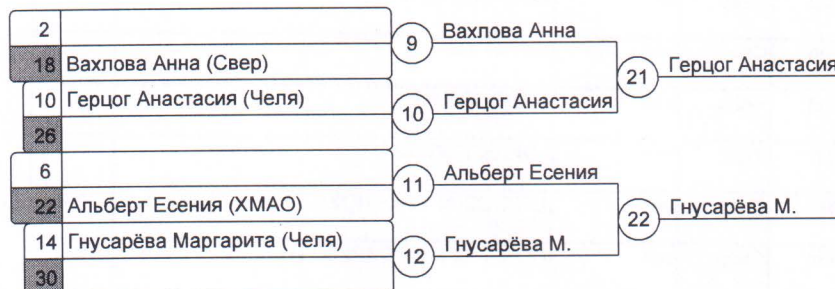 2
18 Вахлова Анна (Свер)
9 Вахлова Анна
10 Герцог Анастасия (Челя)
26
10 Герцог Анастасия
21 Герцог Анастасия
6
22 Альберт Есения (ХМАО)
11 Альберт Есения
14 Гнусарёва Маргарита (Челя)
30
12 Гнусарёва М.
22 Гнусарёва М.